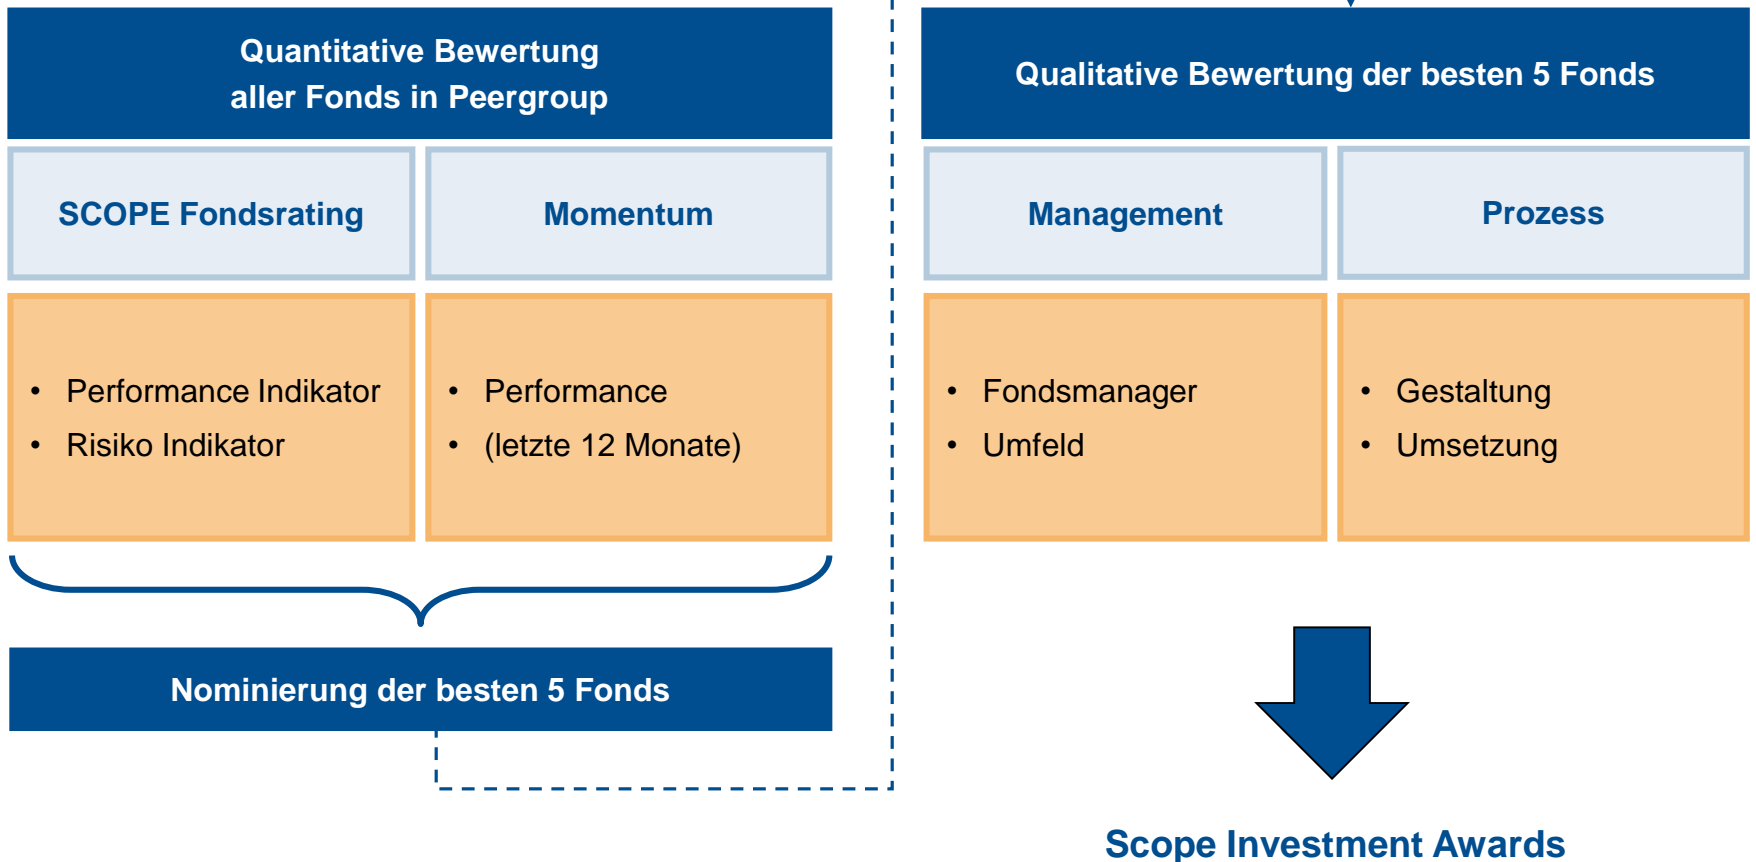 Quantitative Bewertung
aller Fonds in Peergroup
SCOPE Fondsrating
Momentum
• Performance Indikator
• Risiko Indikator
• Performance
• (letzte 12 Monate)
Nominierung der besten 5 Fonds
Qualitative Bewertung der besten 5 Fonds
Management
Prozess
• Fondsmanager
• Umfeld
• Gestaltung
• Umsetzung
Scope Investment Awards